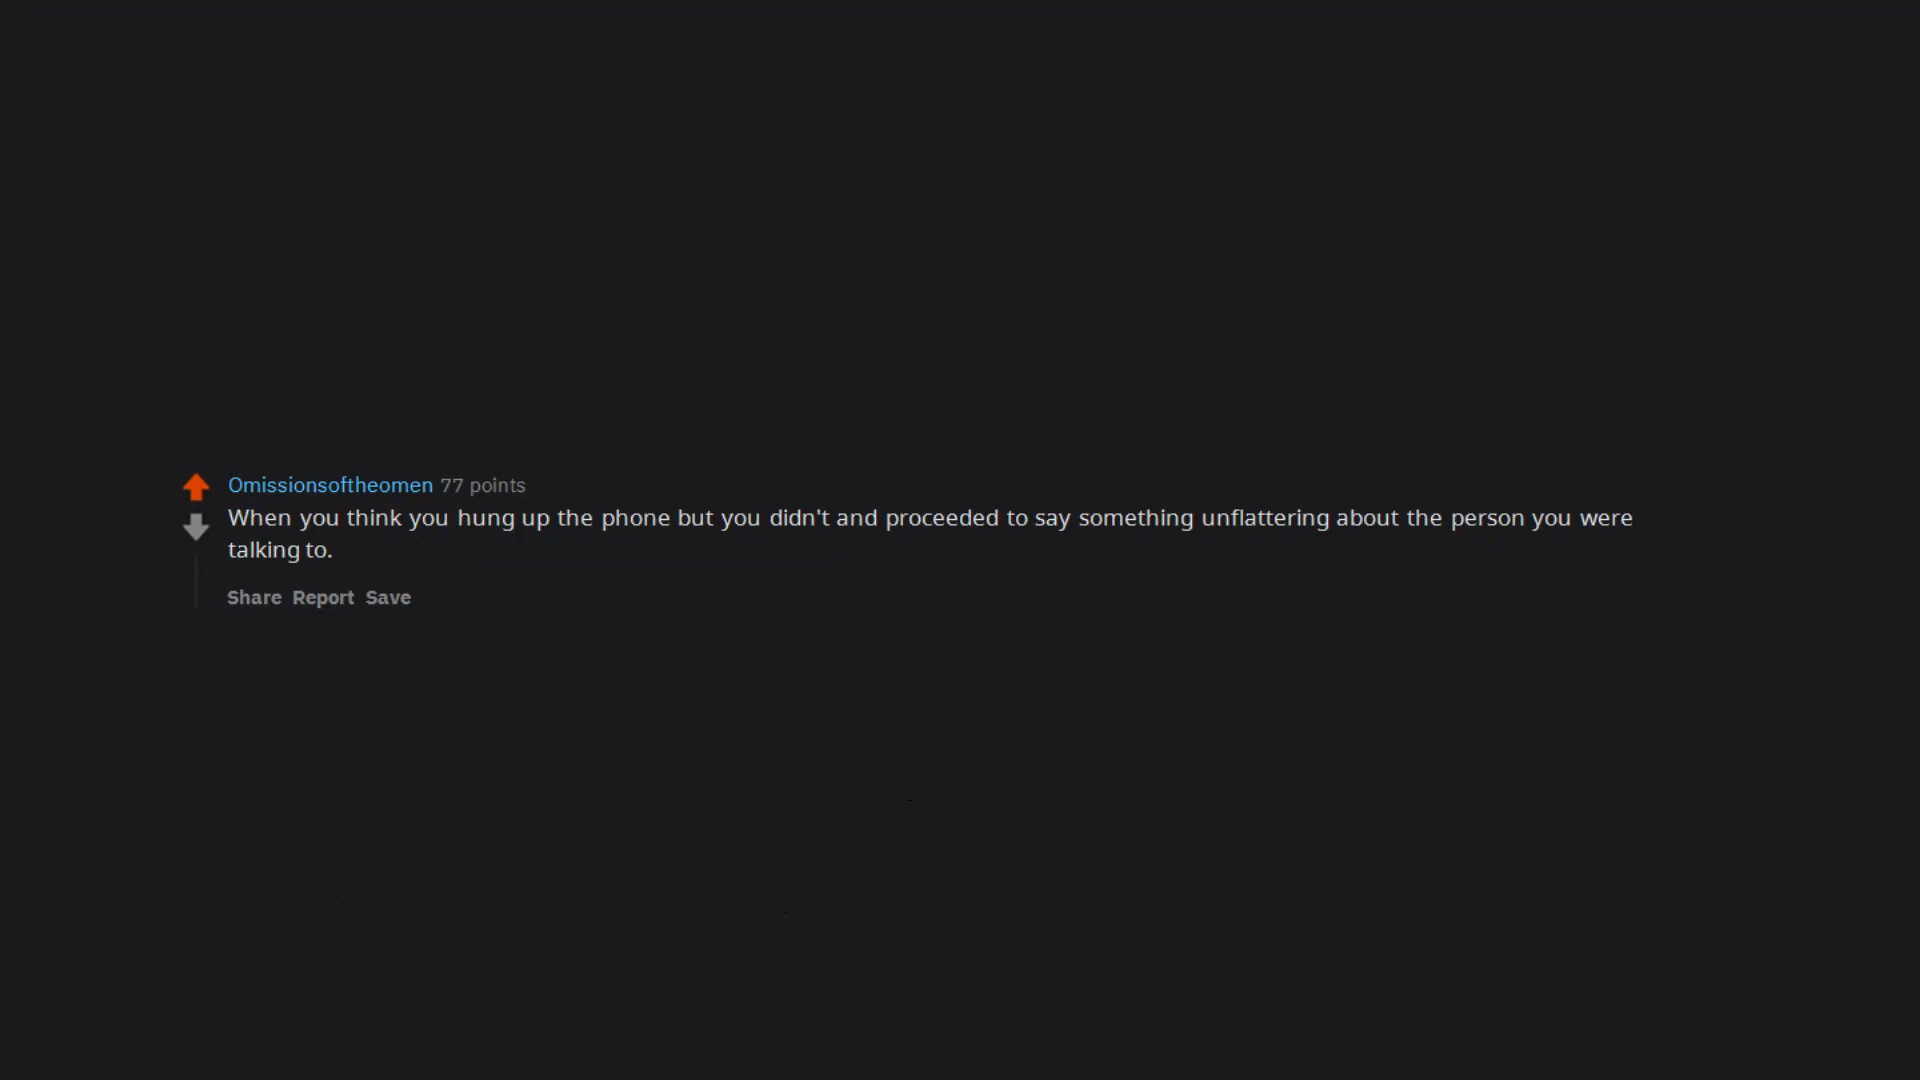 Omissionsoftheomen 77 points
When you think you hung up the phone but you didn't and proceeded to say something unflattering about the person you were
talking to.
Share Report Save